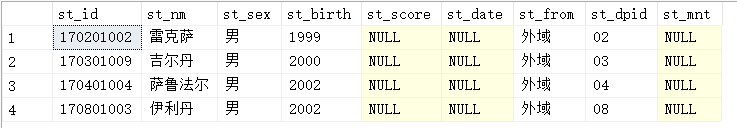 st_id st_nm st_sex st_birth st_score st_date st_from st_dpid st_mnt
1 170201002 雷克萨 男 1999 NULL NULL 外域 02 NULL
2 170301009 吉尔丹 男 2000 NULL NULL 外域 03 NULL
3 170401004 萨鲁法尔 男 2002 NULL NULL 外域 04 NULL
4 170801003 伊利丹 男 2002 NULL NULL 外域 08 NULL